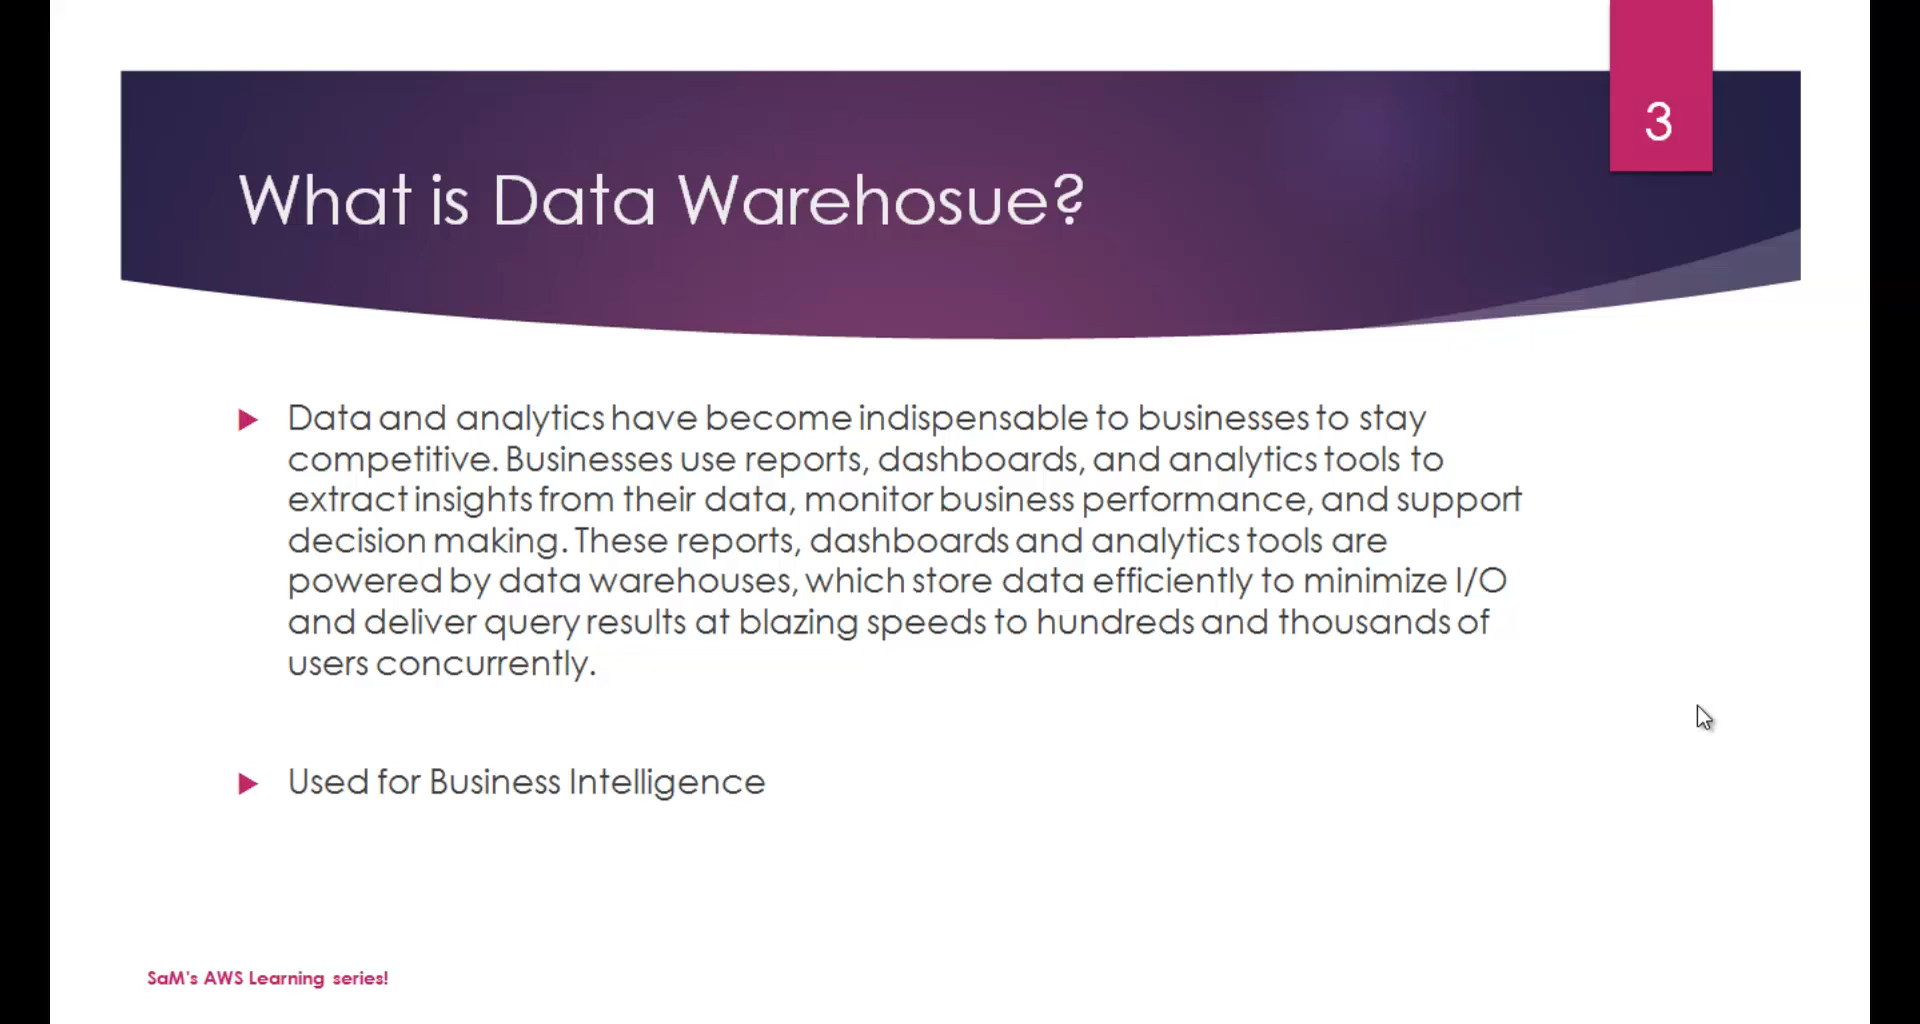 3
What is Data Warehosue?
Data and analytics have become indispensable to businesses to stay
competitive. Businesses use reports, dashboards, and analytics tools to
extract insights from their data, monitor business performance, and support
decision making. These reports, dashboards and analytics tools are
powered by data warehouses, which store data efficiently to minimize I/O
and deliver query results at blazing speeds to hundreds and thousands of
users concurrently.
Used for Business Intelligence
SaM's AWS Learning series!